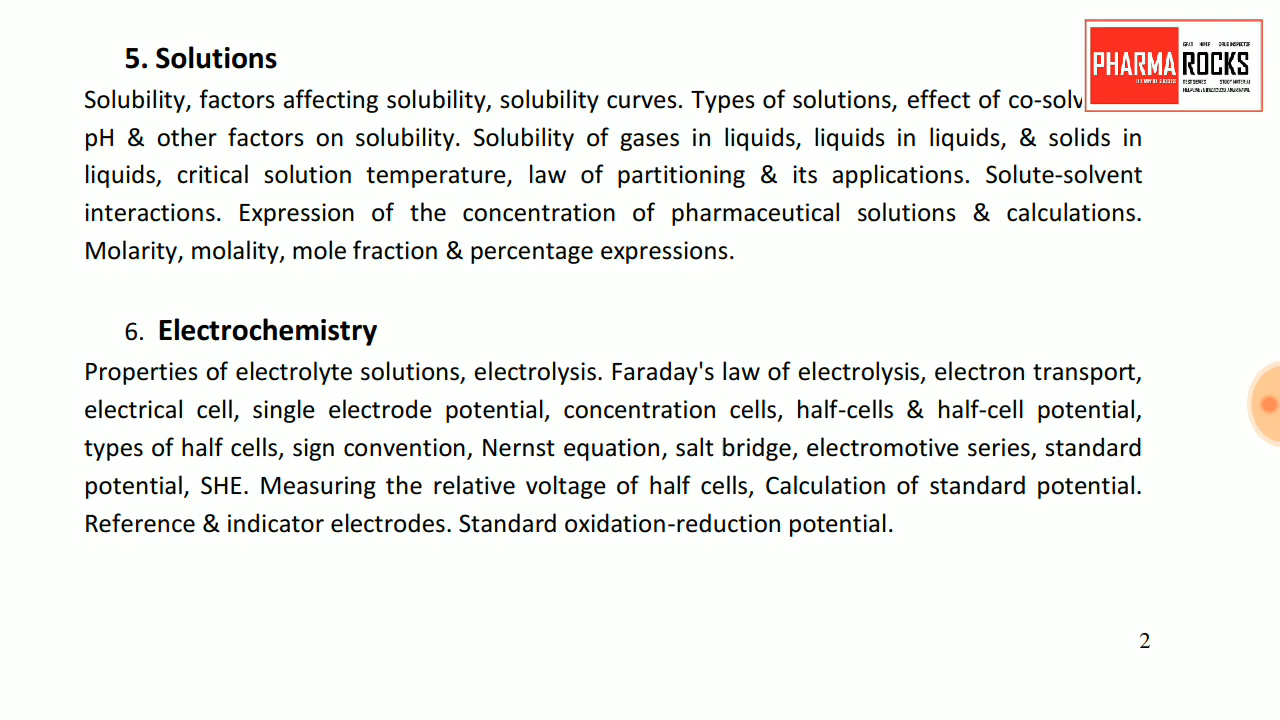 5. Solutions
Solubility, factors affecting solubility, solubility curves. Types of solutions, effect of
pH & other factors on solubility. Solubility of gases in liquids, liquids in liquids, & solids in
liquids, critical solution temperature, law of partitioning & its applications. Solute-solvent
interactions. Expression of the concentration of pharmaceutical solutions & calculations.
Molarity, molality, mole fraction & percentage expressions.
6. Electrochemistry
Properties of electrolyte solutions, electrolysis. Faraday's law of electrolysis, electron transport,
electrical cell, single electrode potential, concentration cells, half-cells & half-cell potential,
types of half cells, sign convention, Nernst equation, salt bridge, electromotive series, standard
potential, SHE. Measuring the relative voltage of half cells, Calculation of standard potential.
Reference & indicator electrodes. Standard oxidation-reduction potential.
2
PHARMA ROCKS